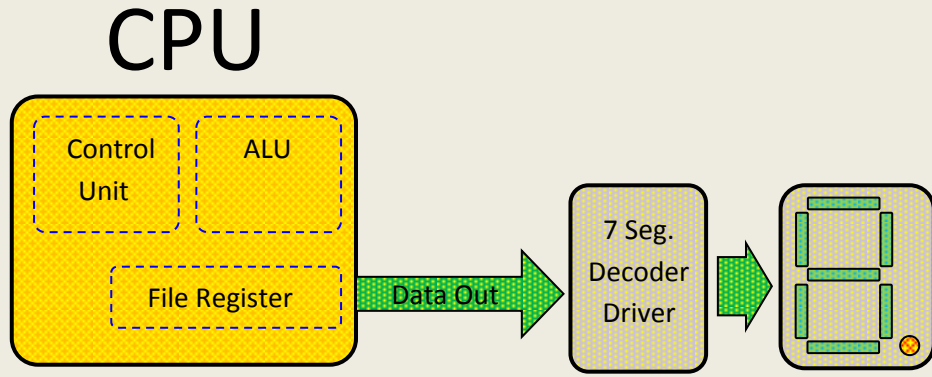 CPU
Control
Unit
ALU
File Register
Data Out
7 Seg.
Decoder
Driver